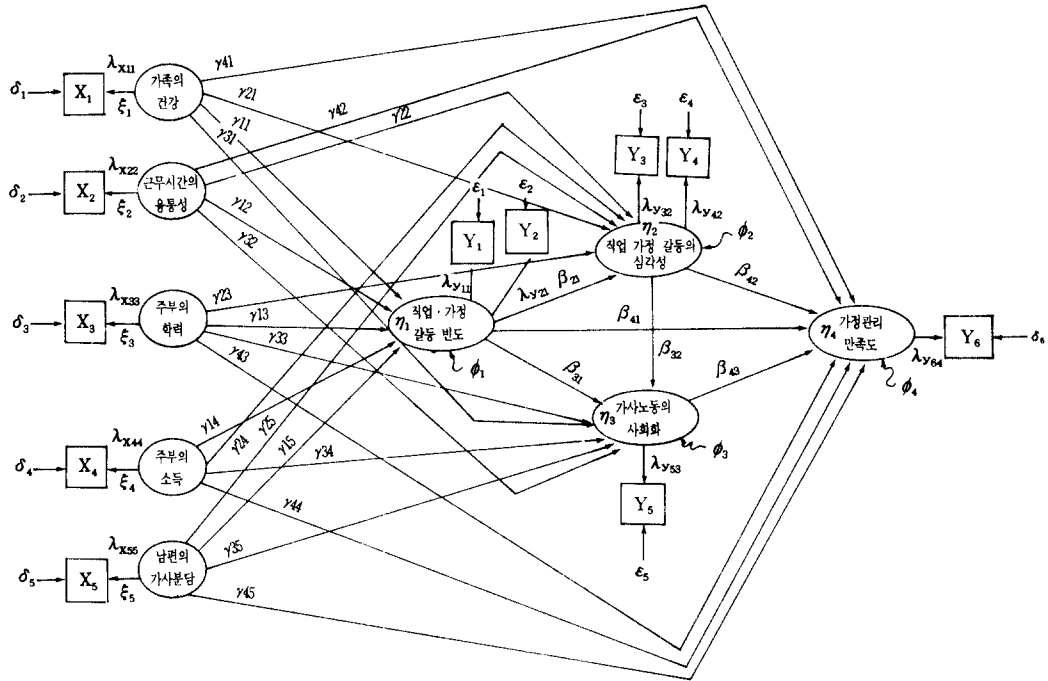 γ41
λX11
가족의
건강
γ21
δ1
X1
ξ1
γ11
γ31
γ42
γ22
ε3
ε4
λX22
근무시간의
융통성
δ2
X2
ξ2
γ12
γ32
ε1
ε2
Y3
Y4
λY32
λY42
Y1
Y2
η2
직업 가정 갈등의
심각성
ϕ2
λY11
λY21
β23
β42
λX33
주부의
학력
γ23
γ13
γ33
δ3
X3
ξ3
γ43
η1
직업·가정
갈등 빈도
ϕ1
β41
β32
η4
가정관리
만족도
Y6
δ6
λY64
ϕ4
β31
β43
η3
가사노동의
사회화
ϕ3
λX44
주부의
소득
γ14
γ24
γ25
γ15
γ34
δ4
X4
ξ4
λY53
γ44
Y5
λX55
남편의
가사분담
γ35
δ5
X5
ξ5
γ45
ε5